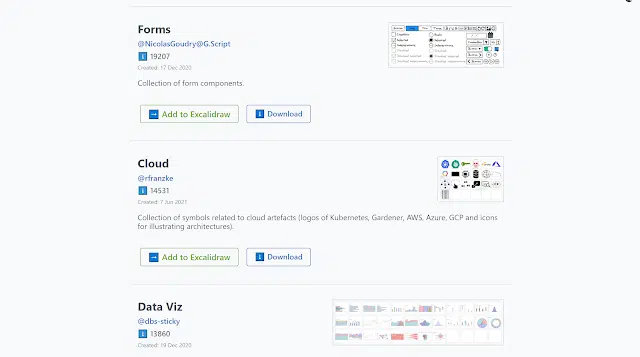 Forms
@NicolasGoudry@G.Script
19207
Created: 17 Dec 2020
Collection of form components.
Add to Excalidraw
Download
Cloud
@rfranzke
14531
Created: 7 Jun 2021
Collection of symbols related to cloud artefacts (logos of Kubernetes, Gardener, AWS, Azure, GCP and icons
for illustrating architectures).
Add to Excalidraw
Download
Data Viz
@dbs-sticky
13860
Created: 19 Dec 2020